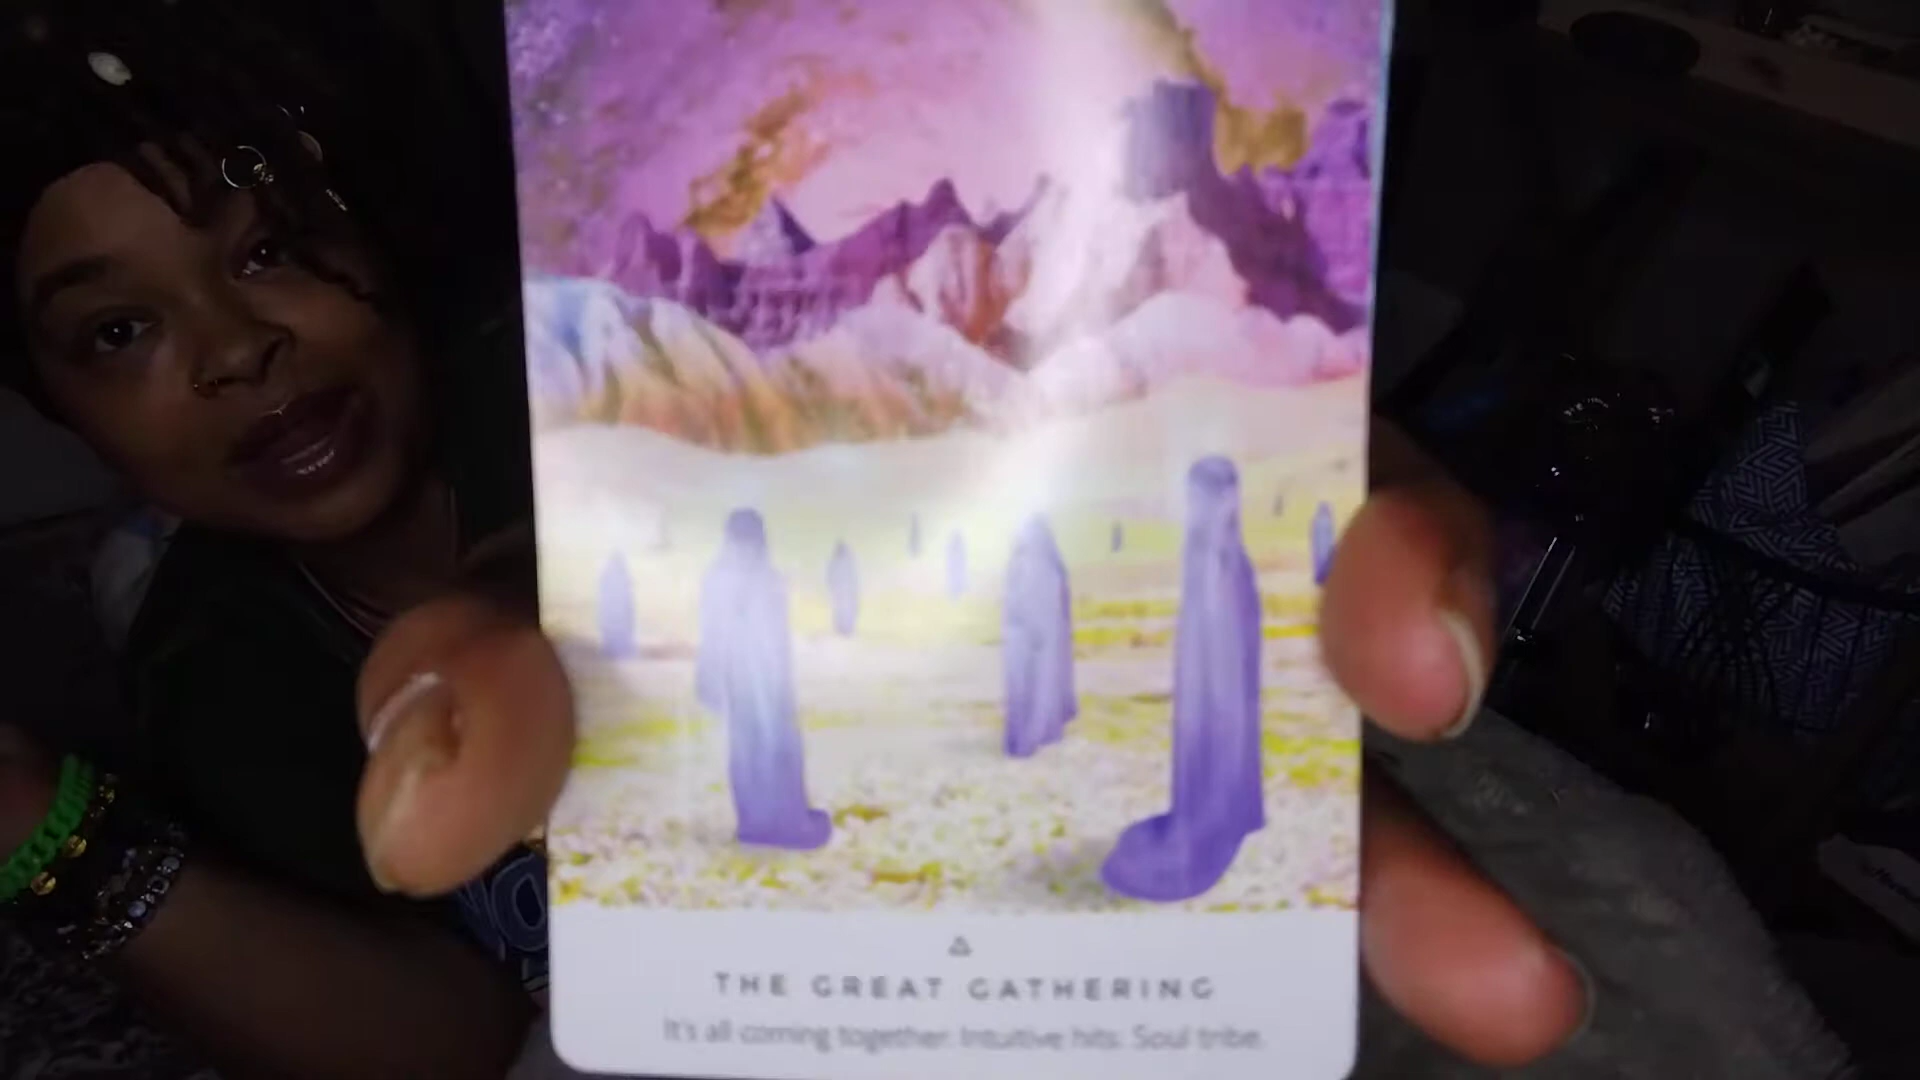 THE GREAT GATHERING
It's all coming together. Intuitive hits. Soul tribe.